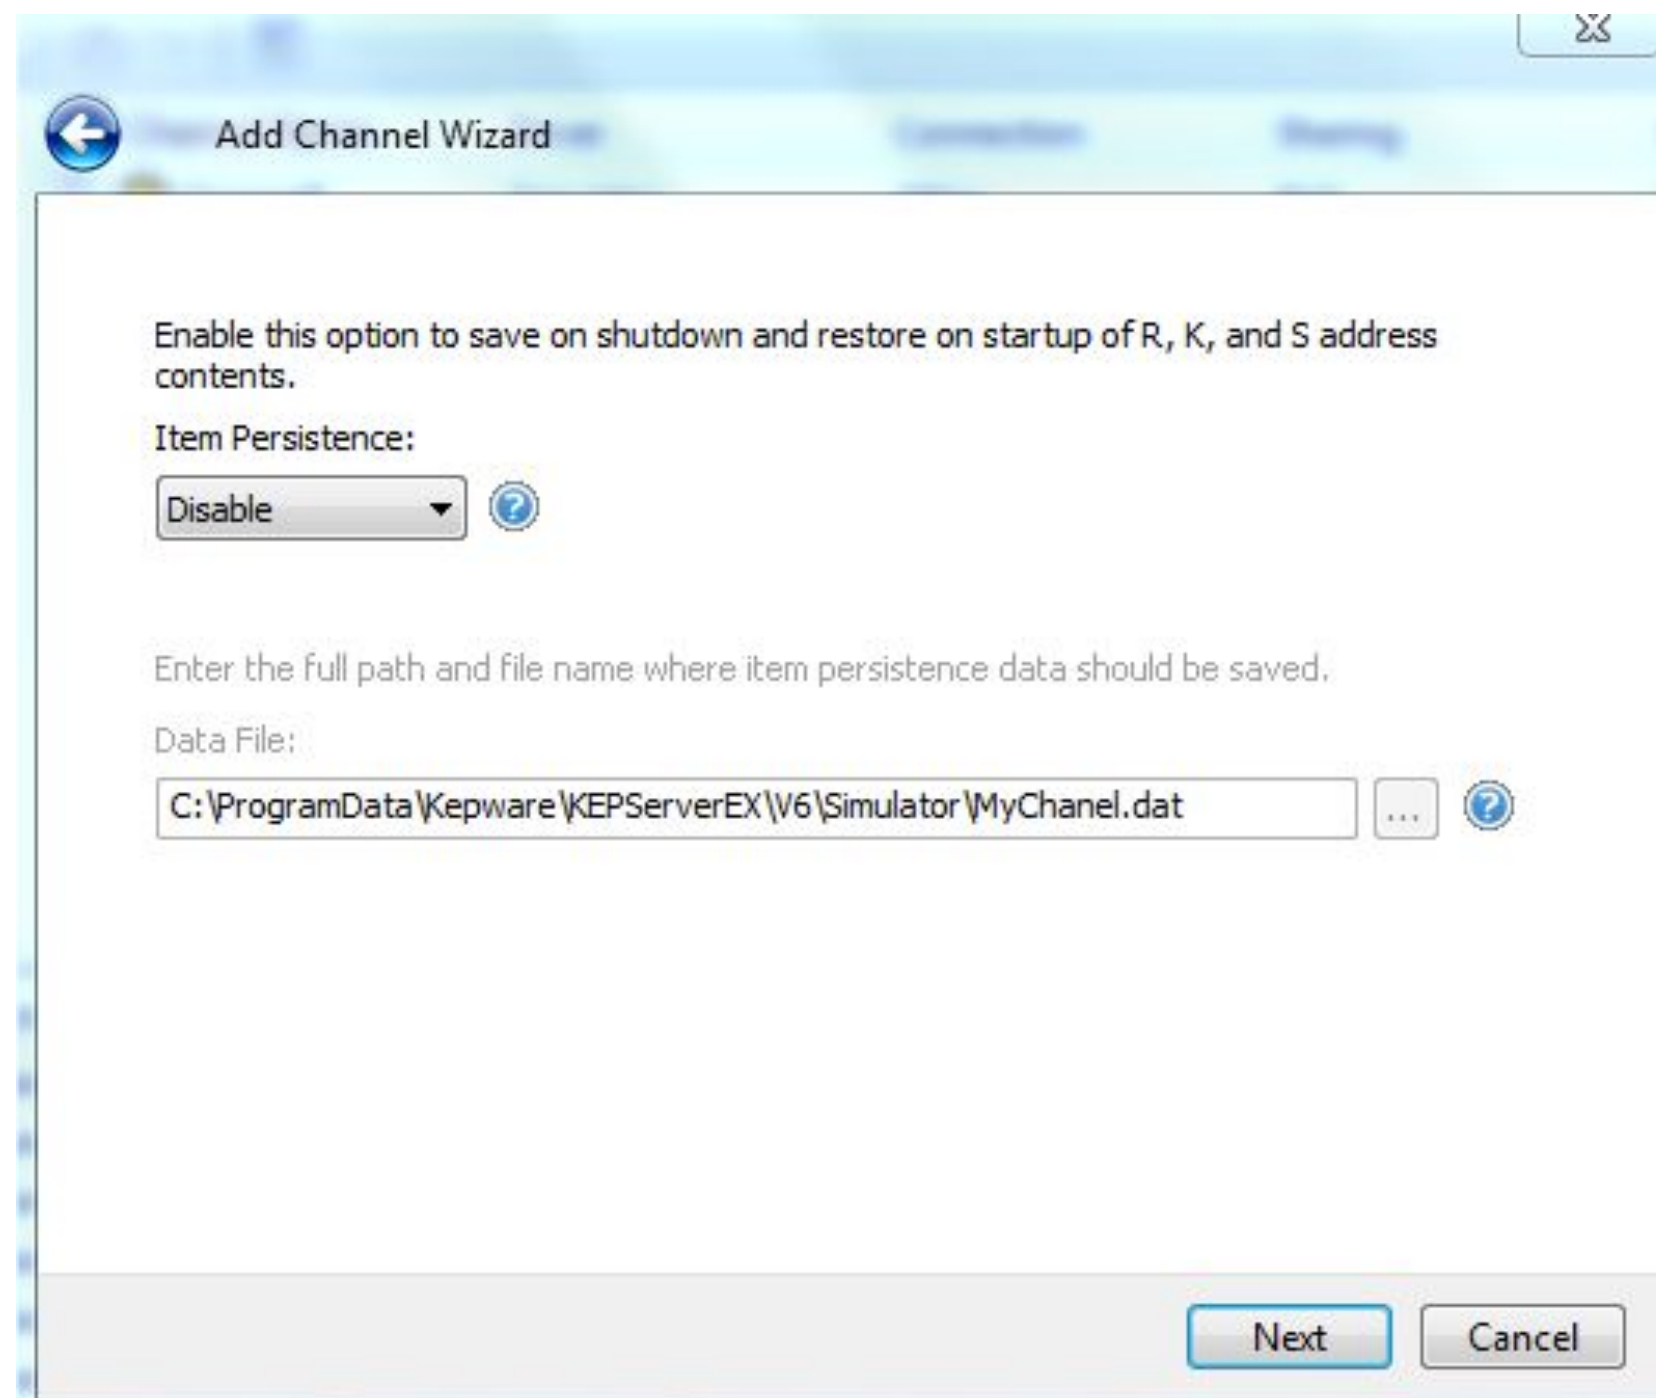 Add Channel Wizard
Connection
Sharing
Enable this option to save on shutdown and restore on startup of R, K, and S address
contents.
Item Persistence:
Disable
Enter the full path and file name where item persistence data should be saved.
Data File:
C:\ProgramData\Kepware\KEPServerEX\V6\Simulator\MyChanel.dat
...
Next
Cancel